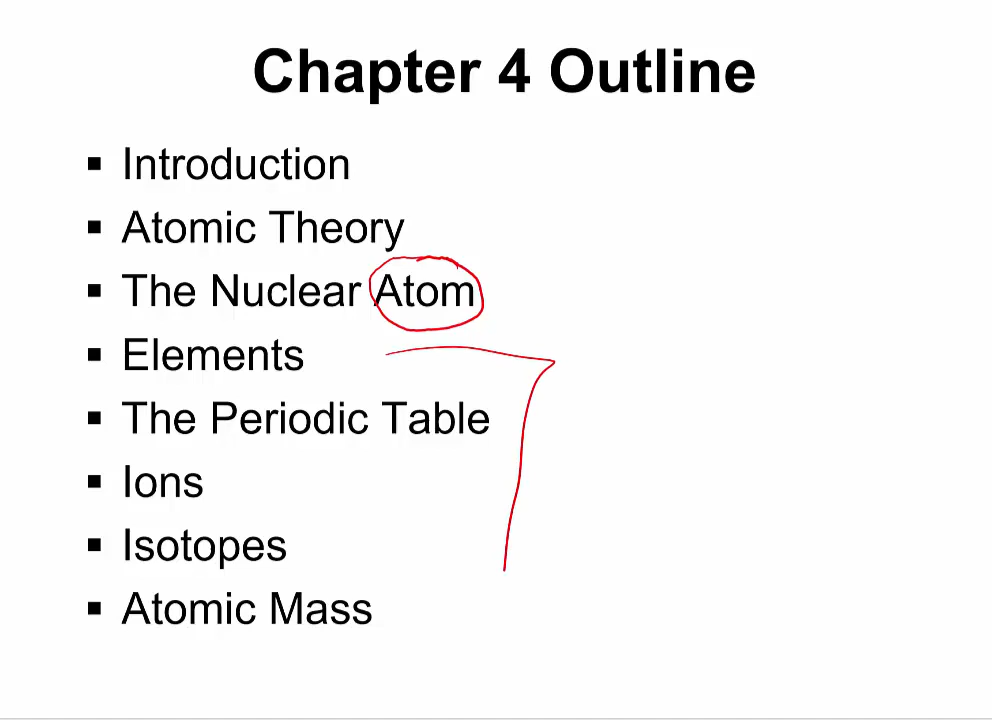 Chapter 4 Outline
▪ Introduction
▪ Atomic Theory
▪ The Nuclear Atom
▪ Elements
▪ The Periodic Table
▪ Ions
▪ Isotopes
▪ Atomic Mass